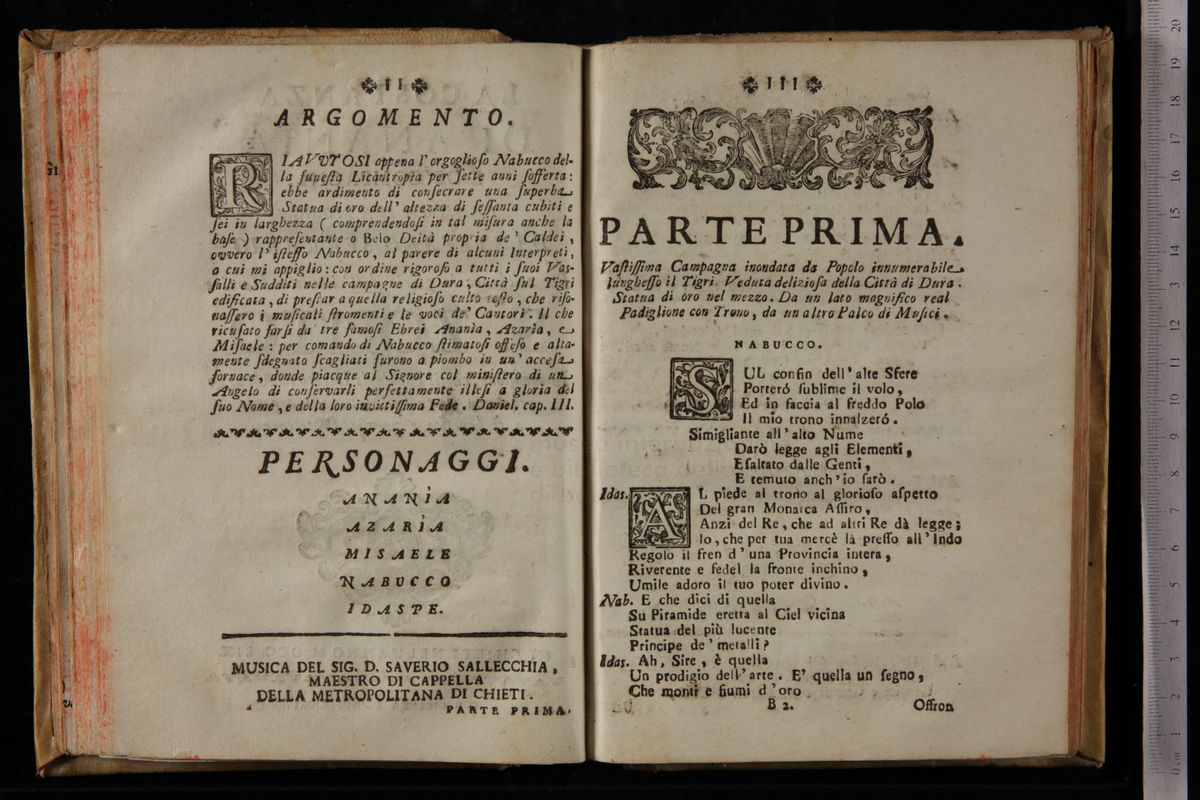 II
ARGOMENTO.
RIAVUTOSI appena l' orgoglioſo Nabucco del-
la funeſta Licantropìa per ſette anni ſofferta:
ebbe ardimento di conſecrare una ſuperba
Statua di oro dell' altezza di ſeſſanta cubiti e
ſei in larghezza ( comprendendoſi in tal miſura anche la
baſe ) rappreſentante o Belo Deità propria de' Caldei ,
ovvero l' iſteſſo Nabucco , al parere di alcuni Interpreti,
a cui mi appiglio : con ordine rigoroſo a tutti i ſuoi Vas-
ſalli e Sudditi nelle campagne di Dura , Città ſul Tigri
edificata , di preſtar a quella religioſo culto toſto , che riſo-
naſſero i muſicali ſtromenti e le voci de' Cantori . Il che
ricuſato farſi da tre famoſi Ebrei Ananìa , Azarìa , e
Miſaele : per comando di Nabucco ſtimatoſi offeſo e alta-
mente ſdegnato ſcagliati furono a piombo in un' acceſa
fornace , donde piacque al Signore col miniſtero di un
Angelo di conſervarli perfettamente illeſi a gloria del
ſuo Nome , e della loro invittiſſima Fede . Daniel. cap. III.
PERSONAGGI.
ANANÌA
AZARÌA
MISAELE
NABUCCO
IDASPE.
MUSICA DEL SIG. D. SAVERIO SALLECCHIA ,
MAESTRO DI CAPPELLA
DELLA METROPOLITANA DI CHIETI .
PARTE PRIMA.
III
PARTE PRIMA.
Vaſtiſſima Campagna inondata da Popolo innumerabile
lungheſſo il Tigri. Veduta delizioſa della Città di Dura .
Statua di oro nel mezzo. Da un lato magnifico real
Padiglione con Trono, da un altro Palco di Muſici .
NABUCCO.
SUL confin dell' alte Sfere
Porterò ſublime il volo,
Ed in faccia al freddo Polo
Il mio trono innalzerò.
Simigliante all' alto Nume
Darò legge agli Elementi,
Eſaltato dalle Genti,
E temuto anch' io ſarò .
Idas. AL piede al trono al glorioſo aſpetto
Del gran Monarca Aſſiro,
Anzi del Re, che ad altri Re dà legge;
Io, che per tua mercè là preſſo all' Indo
Regolo il fren d' una Provincia intera,
Riverente e fedel la fronte inchino,
Umile adoro il tuo poter divino .
Nab. E che dici di quella
Su Piramide eretta al Ciel vicina
Statua del più lucente
Principe de' metalli?
Idas. Ah, Sire , è quella
Un prodigio dell' arte . E' quella un ſegno,
Che monti e fiumi d' oro
B 2.
Offron